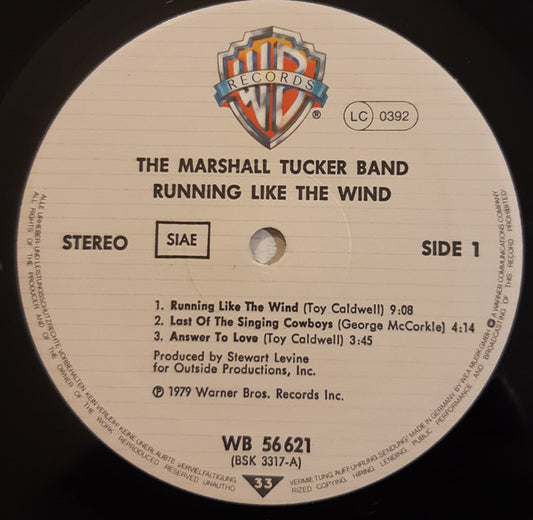 WB
RECORDS
®
LC 0392
THE MARSHALL TUCKER BAND
RUNNING LIKE THE WIND
STEREO
SIAE
SIDE 1
1. Running Like The Wind (Toy Caldwell) 9:08
2. Last Of The Singing Cowboys (George McCorkle) 4:14
3. Answer To Love (Toy Caldwell) 3:45
Produced by Stewart Levine
for Outside Productions, Inc.
℗ 1979 Warner Bros. Records Inc.
WB 56 621
(BSK 3317-A)
33
ALLE URHEBER- UND LEISTUNGSSCHUTZRECHTE VORBEHALTEN. KEIN VERLEIH! KEINE UNERLAUBTE VERVIELFÄLTIGUNG, VERMIETUNG, AUFFÜHRUNG, SENDUNG! MADE IN GERMANY BY WEA MUSIK GMBH A WARNER COMMUNICATIONS COMPANY
ALL RIGHTS OF THE PRODUCER AND OF THE OWNER OF THE WORK REPRODUCED RESERVED UNAUTHORIZED COPYING, HIRING, LENDING, PUBLIC PERFORMANCE AND BROADCASTING OF THIS RECORD PROHIBITED!